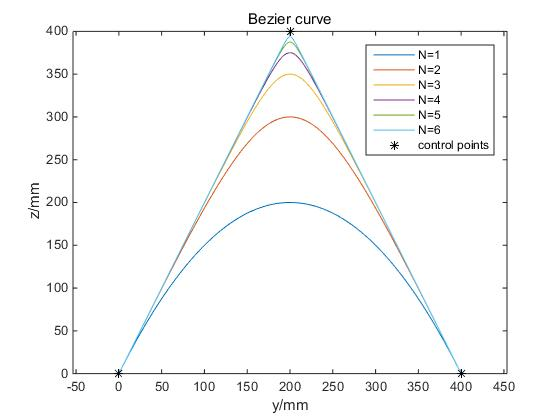 Bezier curve
400
350
300
250
200
150
100
50
0
z/mm
N=1
N=2
N=3
N=4
N=5
N=6
control points
-50 0 50 100 150 200 250 300 350 400 450
y/mm